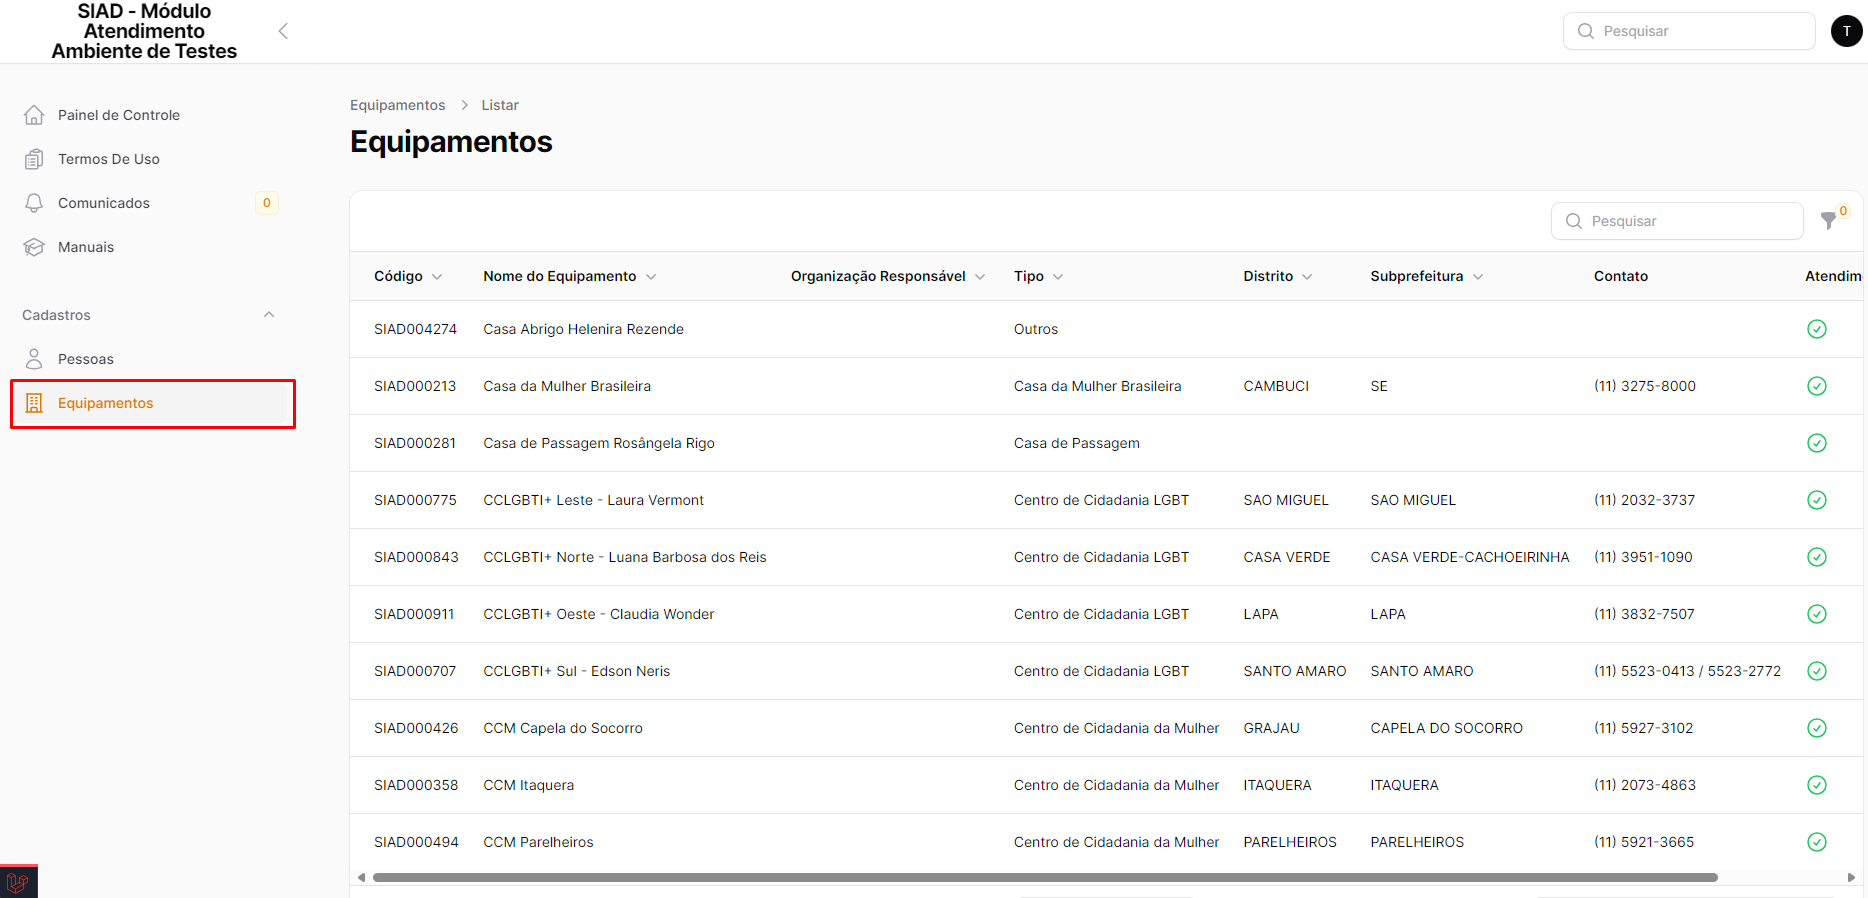 SIAD - Módulo
Atendimento
Ambiente de Testes
Pesquisar
T
Painel de Controle
Termos De Uso
Comunicados 0
Manuais
Cadastros
Pessoas
Equipamentos
Equipamentos > Listar
Equipamentos
Pesquisar
0
Código Nome do Equipamento Organização Responsável Tipo Distrito Subprefeitura Contato Atendim
SIAD004274 Casa Abrigo Helenira Rezende Outros
SIAD000213 Casa da Mulher Brasileira Casa da Mulher Brasileira CAMBUCI SE (11) 3275-8000
SIAD000281 Casa de Passagem Rosângela Rigo Casa de Passagem
SIAD000775 CCLGBTI+ Leste - Laura Vermont Centro de Cidadania LGBT SAO MIGUEL SAO MIGUEL (11) 2032-3737
SIAD000843 CCLGBTI+ Norte - Luana Barbosa dos Reis Centro de Cidadania LGBT CASA VERDE CASA VERDE-CACHOEIRINHA (11) 3951-1090
SIAD000911 CCLGBTI+ Oeste - Claudia Wonder Centro de Cidadania LGBT LAPA LAPA (11) 3832-7507
SIAD000707 CCLGBTI+ Sul - Edson Neris Centro de Cidadania LGBT SANTO AMARO SANTO AMARO (11) 5523-0413 / 5523-2772
SIAD000426 CCM Capela do Socorro Centro de Cidadania da Mulher GRAJAU CAPELA DO SOCORRO (11) 5927-3102
SIAD000358 CCM Itaquera Centro de Cidadania da Mulher ITAQUERA ITAQUERA (11) 2073-4863
SIAD000494 CCM Parelheiros Centro de Cidadania da Mulher PARELHEIROS PARELHEIROS (11) 5921-3665